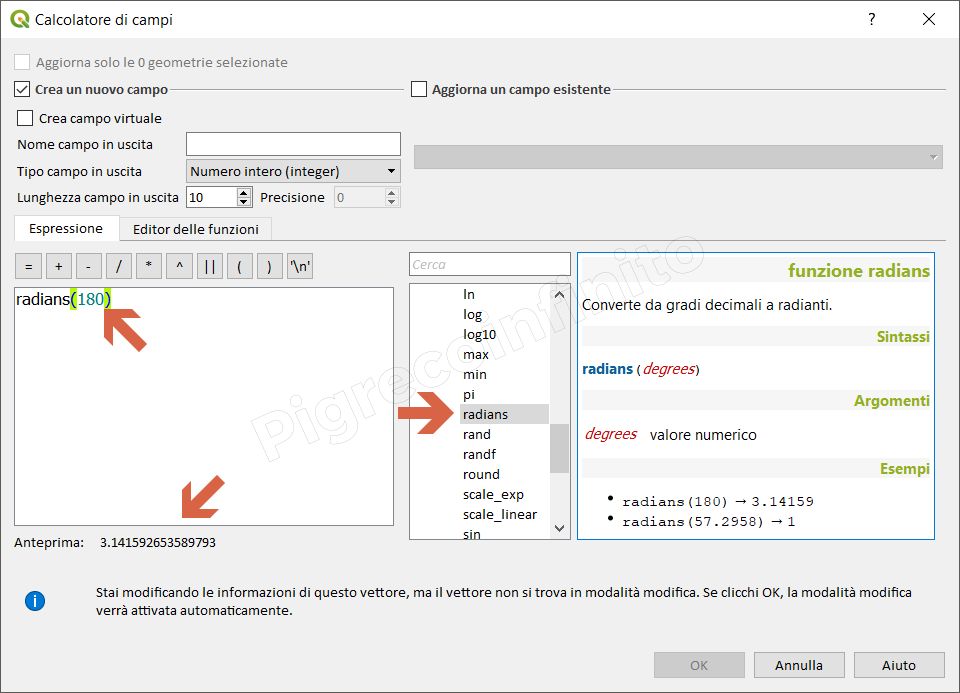 Calcolatore di campi
?
Aggiorna solo le 0 geometrie selezionate
Crea un nuovo campo
Aggiorna un campo esistente
Crea campo virtuale
Nome campo in uscita
Tipo campo in uscita Numero intero (integer)
Lunghezza campo in uscita 10 Precisione 0
Espressione Editor delle funzioni
= + - / * ^ || ( ) '\n'
radians(180)
Anteprima: 3.141592653589793
Cerca
ln
log
log10
max
min
pi
radians
rand
randf
round
scale_exp
scale_linear
sin
funzione radians
Converte da gradi decimali a radianti.
Sintassi
radians (degrees)
Argomenti
degrees valore numerico
Esempi
• radians(180) → 3.14159
• radians(57.2958) → 1
Pigrecoinfinito
Stai modificando le informazioni di questo vettore, ma il vettore non si trova in modalità modifica. Se clicchi OK, la modalità modifica
verrà attivata automaticamente.
OK Annulla Aiuto